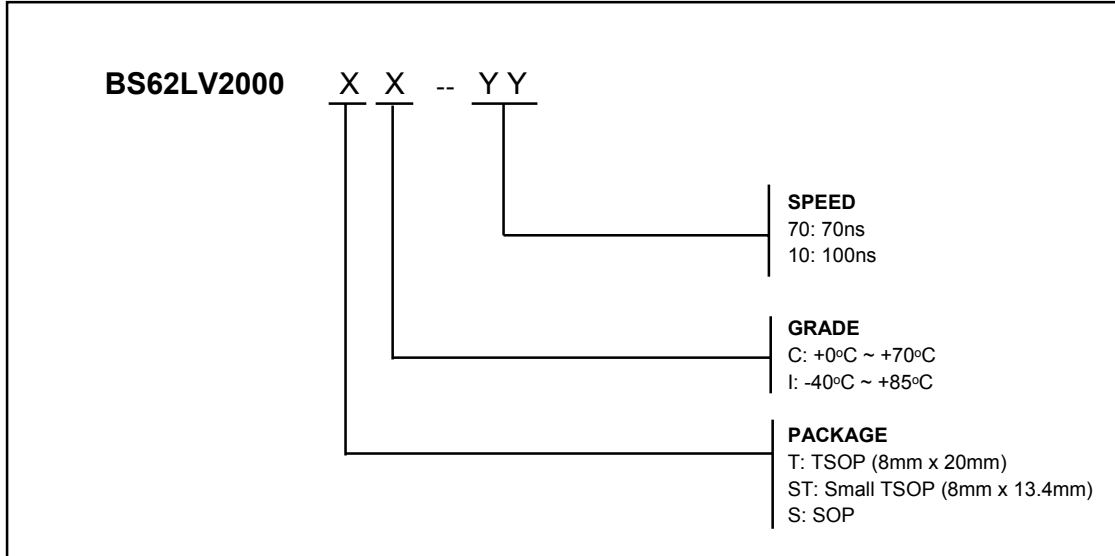 BS62LV2000 X X -- Y Y
SPEED
70: 70ns
10: 100ns
GRADE
C: +0ºC ~ +70ºC
I: -40ºC ~ +85ºC
PACKAGE
T: TSOP (8mm x 20mm)
ST: Small TSOP (8mm x 13.4mm)
S: SOP